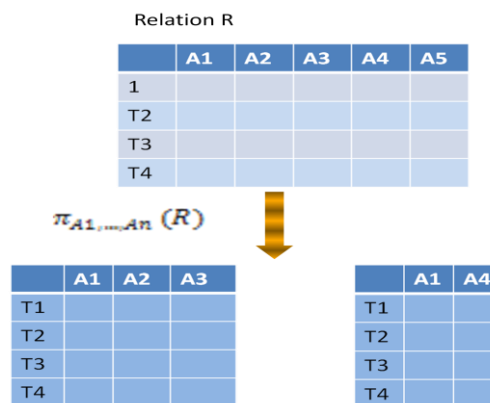 Relation R
A1 A2 A3 A4 A5
1
T2
T3
T4
π A1,...,An (R)
A1 A2 A3
T1
T2
T3
T4
A1 A4
T1
T2
T3
T4